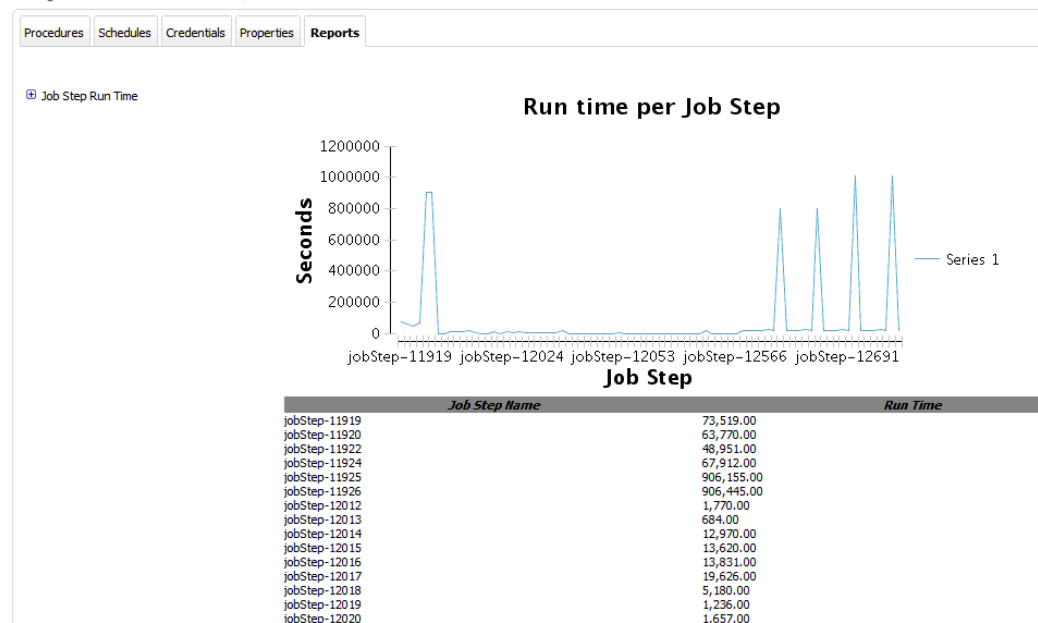 Procedures Schedules Credentials Properties Reports
Job Step Run Time
Run time per Job Step
1200000
1000000
800000
600000
400000
200000
0
Seconds
Series 1
jobStep-11919 jobStep-12024 jobStep-12053 jobStep-12566 jobStep-12691
Job Step
Job Step Name Run Time
jobStep-11919 73,519.00
jobStep-11920 63,770.00
jobStep-11922 48,951.00
jobStep-11924 67,912.00
jobStep-11925 906,155.00
jobStep-11926 906,445.00
jobStep-12012 1,770.00
jobStep-12013 684.00
jobStep-12014 12,970.00
jobStep-12015 13,620.00
jobStep-12016 13,831.00
jobStep-12017 19,626.00
jobStep-12018 5,180.00
jobStep-12019 1,236.00
jobStep-12020 1,657.00